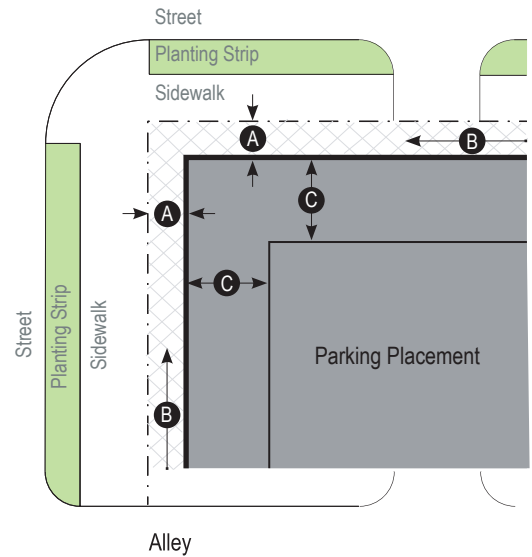 Street
Planting Strip
Sidewalk
A
B
A
C
C
Street
Planting Strip
Sidewalk
Parking Placement
B
Alley